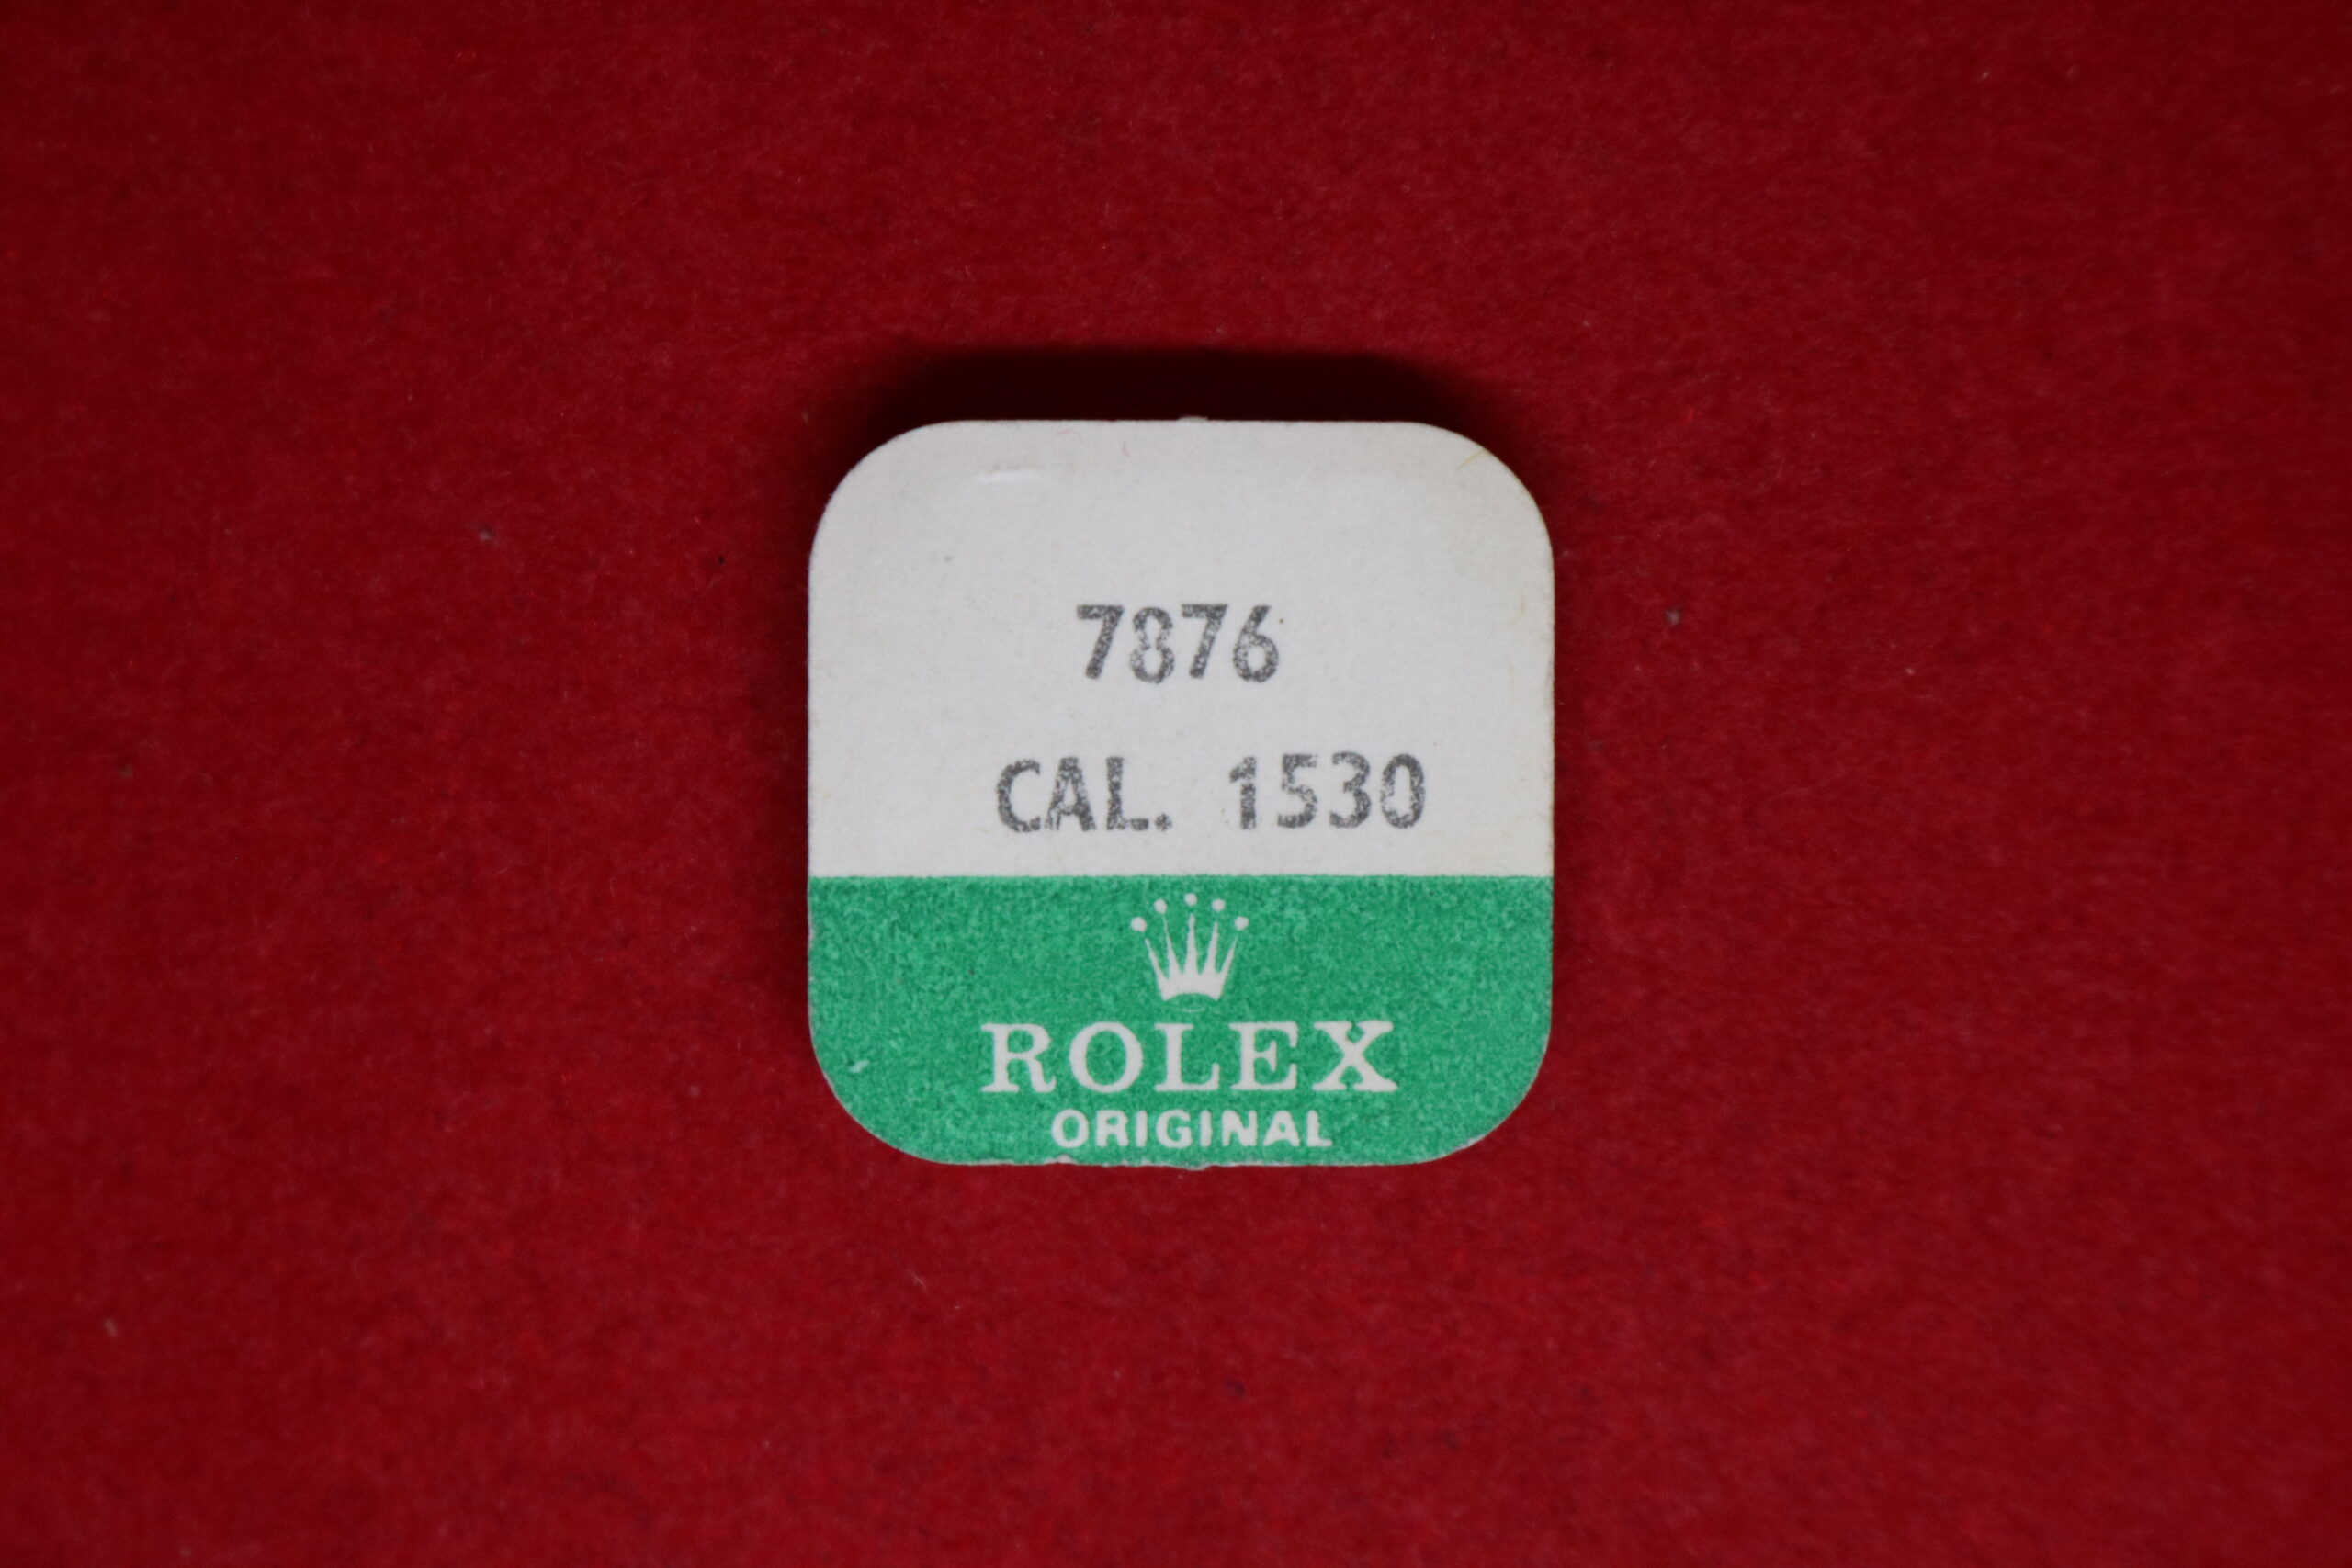 7876
CAL. 1530
ROLEX
ORIGINAL